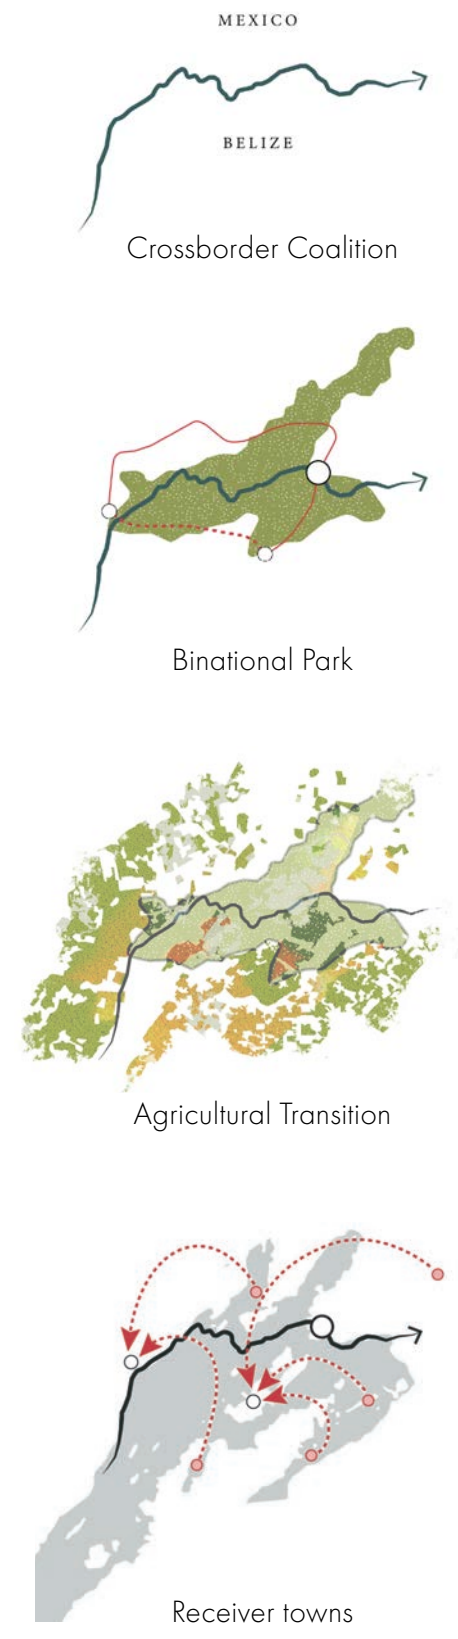 MEXICO
BELIZE
Crossborder Coalition
Binational Park
Agricultural Transition
Receiver towns